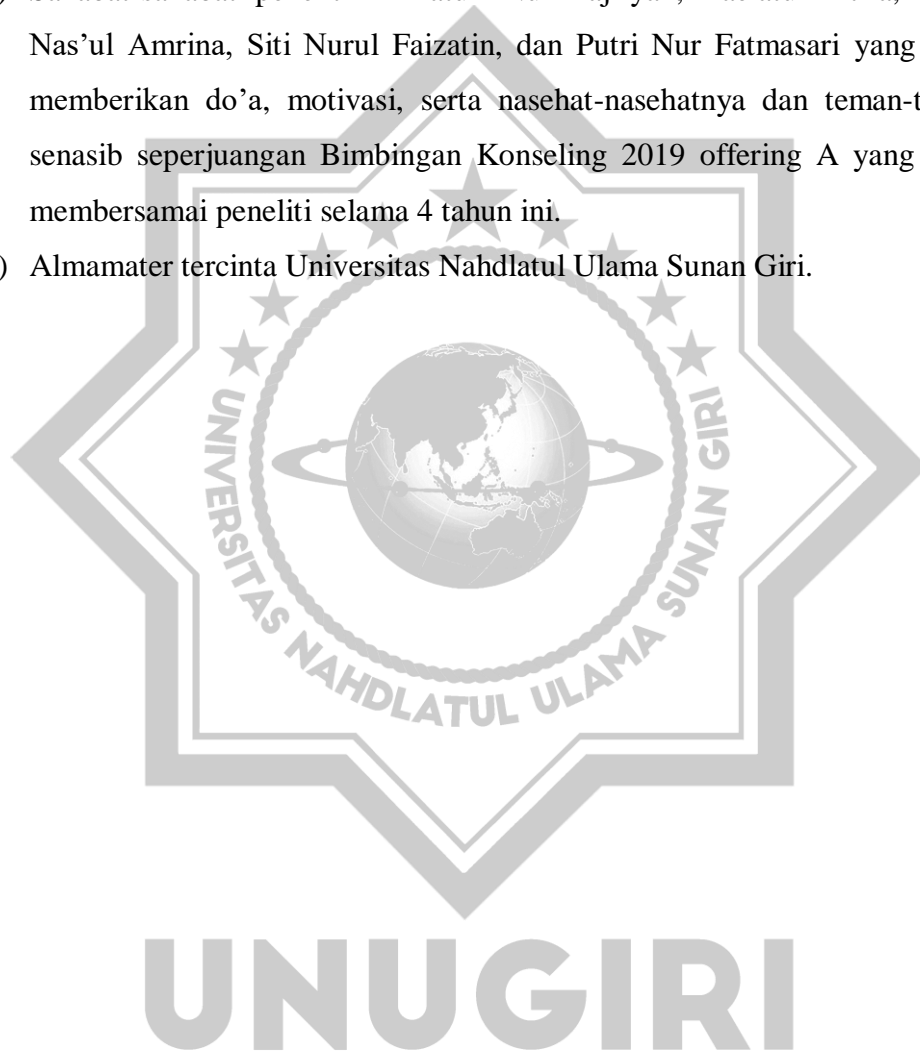 Nas’ul Amrina, Siti Nurul Faizatin, dan Putri Nur Fatmasari yang
memberikan do’a, motivasi, serta nasehat-nasehatnya dan
senasib seperjuangan Bimbingan Konseling 2019 offering A yang
membersamai peneliti selama 4 tahun ini.
) Almamater tercinta Universitas Nahdlatul Ulama Sunan Giri.
UNIVERSITAS NAHDLATUL ULAMA SUNAN GIRI
UNUGIRI